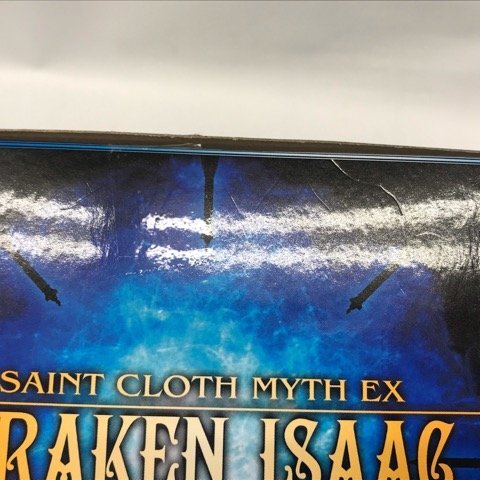 SAINT CLOTH MYTH EX
RAKEN ISAAC